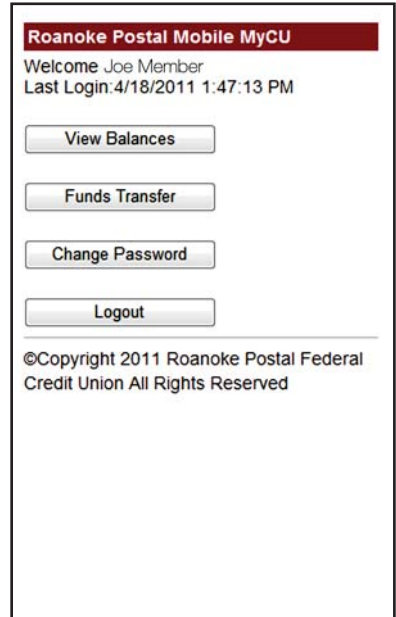 Roanoke Postal Mobile MyCU
Welcome Joe Member
Last Login:4/18/2011 1:47:13 PM
View Balances
Funds Transfer
Change Password
Logout
©Copyright 2011 Roanoke Postal Federal
Credit Union All Rights Reserved